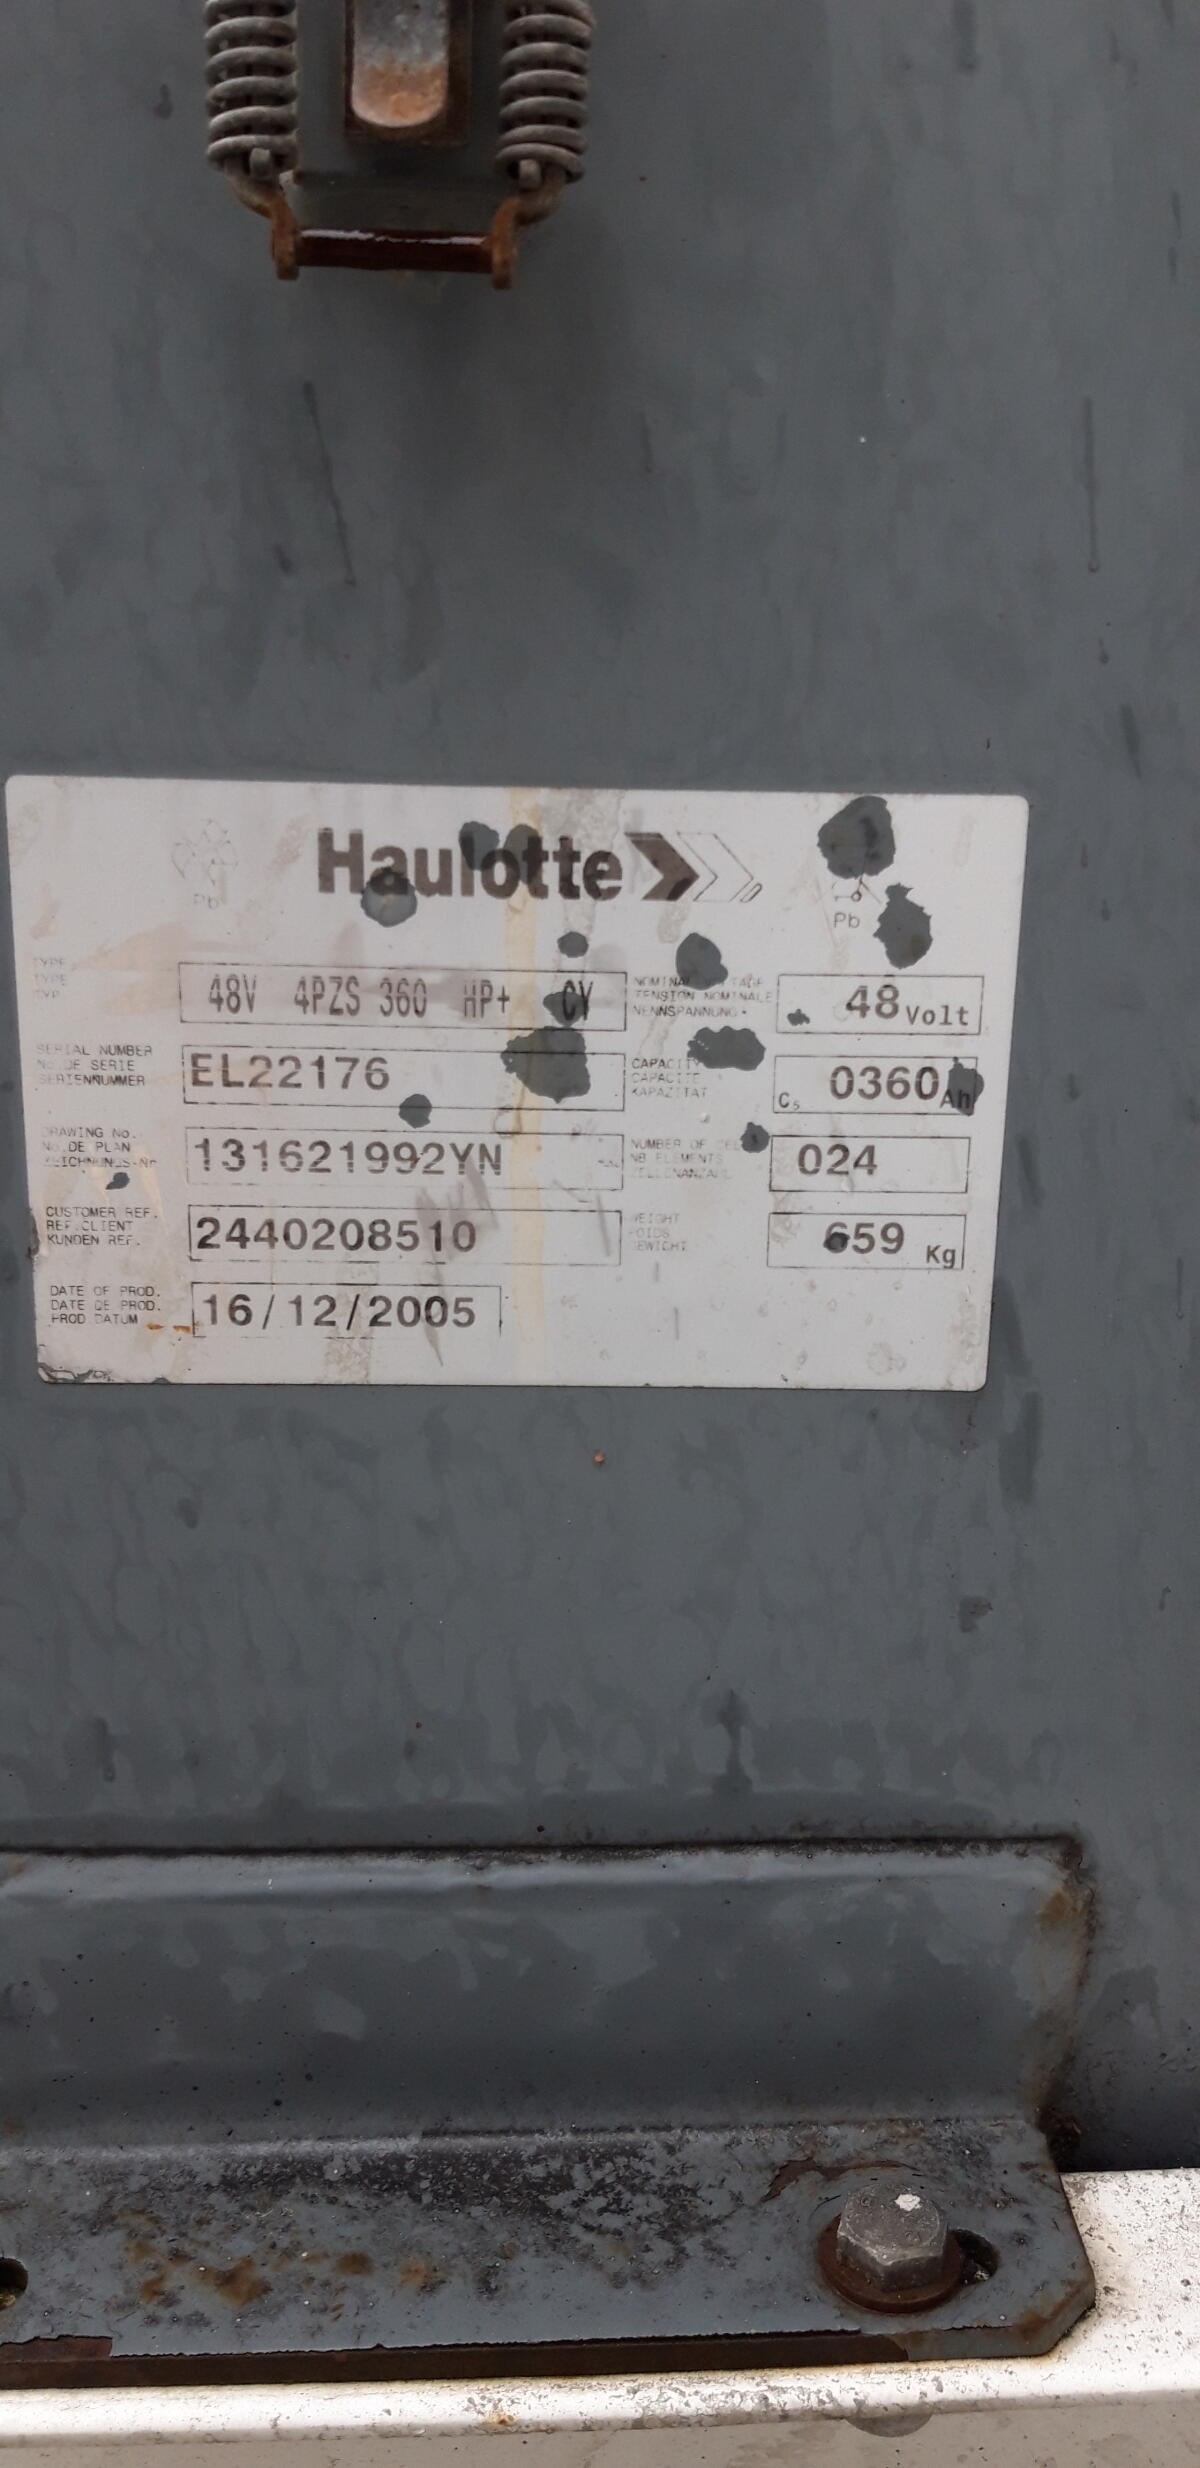 Haulotte
Pb
Pb
TYPE
TYPE
TYP
48V 4PZS 360 HP+ CY
NOMINAL
TENSION NOMINALE
NENNSPANNUNG
48 Volt
SERIAL NUMBER
No.DE SERIE
SERIENNUMMER
EL22176
CAPACITY
CAPACITE
KAPAZITAT
C5 0360 Ah
DRAWING No.
No.DE PLAN
ZEICHNUNGS-Nr
131621992YN
NUMBER OF
NB ELEMENTS
ZELLENANZAHL
024
CUSTOMER REF.
REF.CLIENT
KUNDEN REF.
2440208510
WEIGHT
POIDS
GEWICHT
659 Kg
DATE OF PROD.
DATE DE PROD.
PROD DATUM
16/12/2005